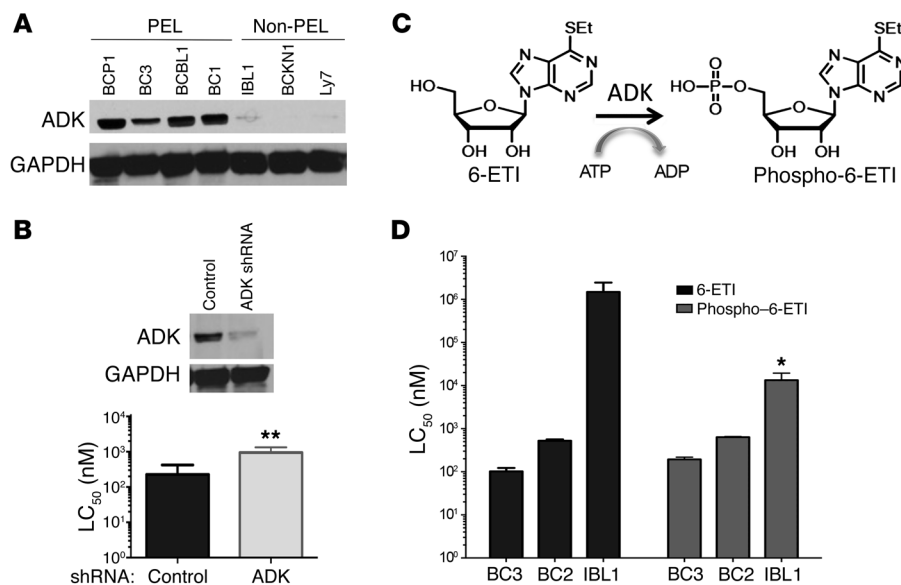 A
PEL Non-PEL
BCP1 BC3 BCBL1 BC1 IBL1 BCKN1 Ly7
ADK
GAPDH
B
Control ADK shRNA
ADK
GAPDH
LC50 (nM)
10⁴
10³
10²
10¹
10⁰
**
shRNA: Control ADK
C
SEt SEt
N N N N
N N N N
HO O HO P O O
O
OH
OH OH OH OH
ADK
6-ETI ATP ADP Phospho-6-ETI
D
LC50 (nM)
10⁷
10⁶
10⁵
10⁴
10³
10²
10¹
10⁰
6-ETI
Phospho–6-ETI
*
BC3 BC2 IBL1 BC3 BC2 IBL1